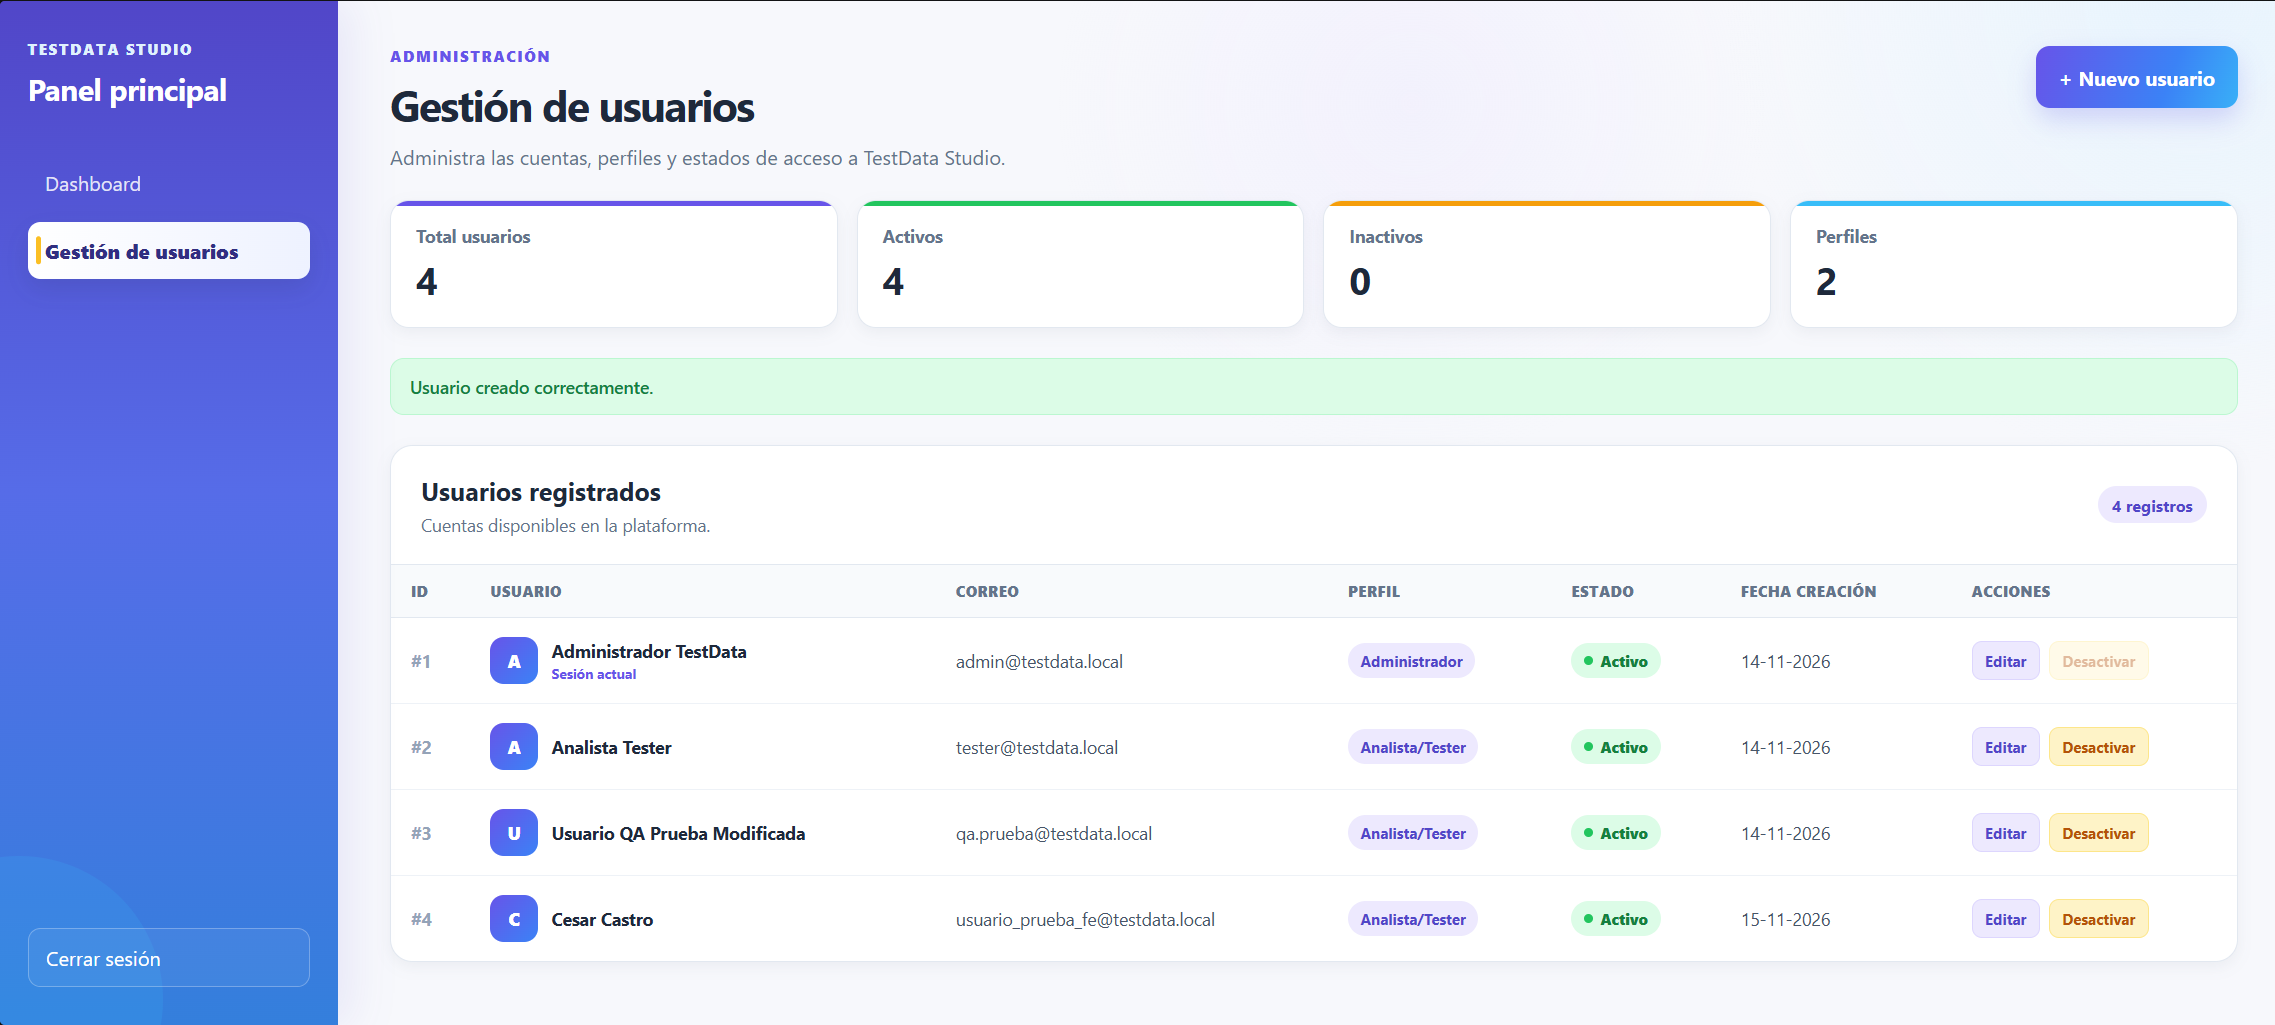 TESTDATA STUDIO
Panel principal
Dashboard
Gestión de usuarios
Cerrar sesión
ADMINISTRACIÓN
Gestión de usuarios
Administra las cuentas, perfiles y estados de acceso a TestData Studio.
+ Nuevo usuario
Total usuarios
4
Activos
4
Inactivos
0
Perfiles
2
Usuario creado correctamente.
Usuarios registrados
Cuentas disponibles en la plataforma.
4 registros
ID USUARIO CORREO PERFIL ESTADO FECHA CREACIÓN ACCIONES
#1 A Administrador TestData admin@testdata.local Administrador Activo 14-11-2026 Editar Desactivar
Sesión actual
#2 A Analista Tester tester@testdata.local Analista/Tester Activo 14-11-2026 Editar Desactivar
#3 U Usuario QA Prueba Modificada qa.prueba@testdata.local Analista/Tester Activo 14-11-2026 Editar Desactivar
#4 C Cesar Castro usuario_prueba_fe@testdata.local Analista/Tester Activo 15-11-2026 Editar Desactivar